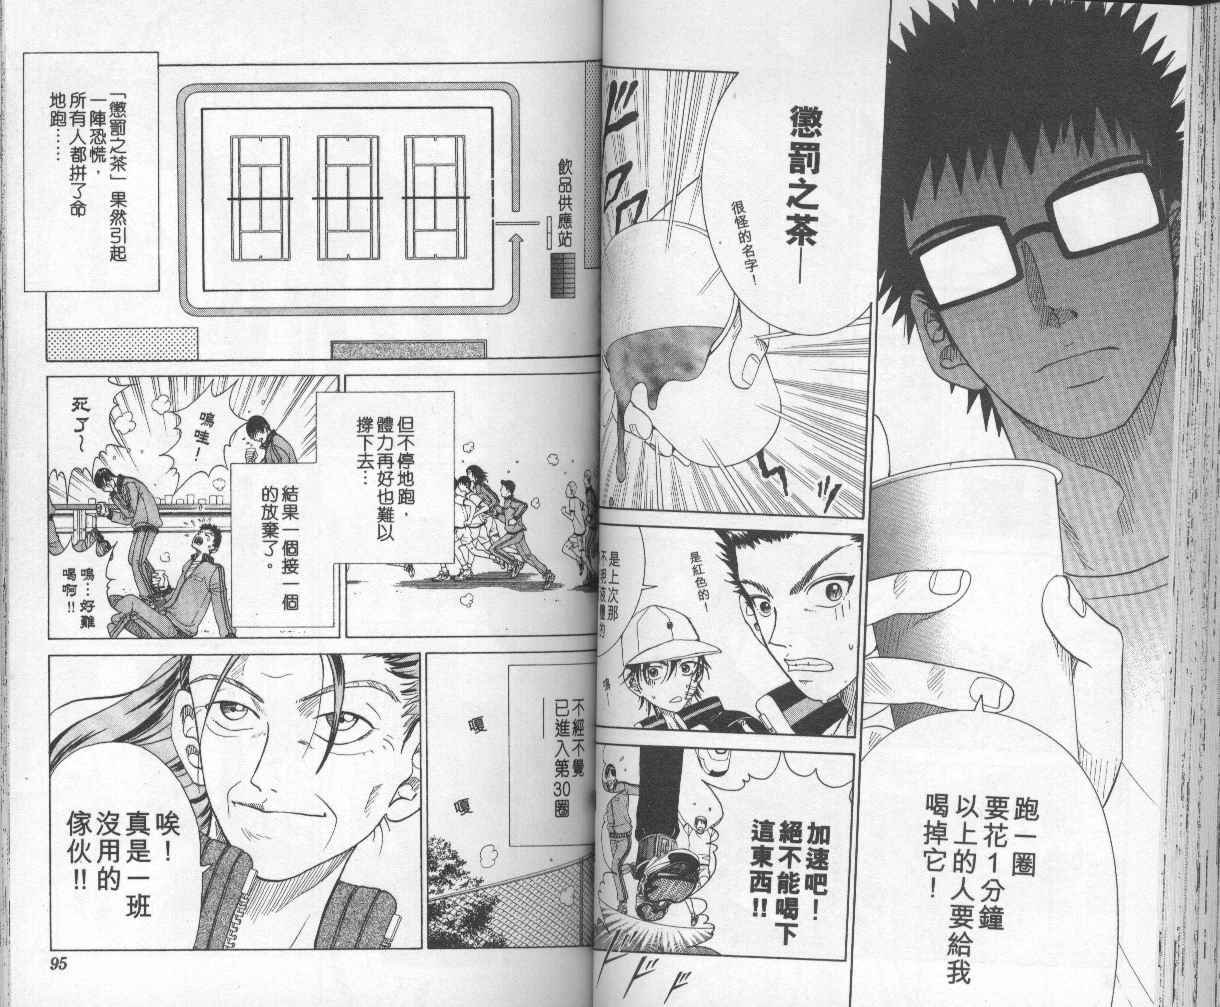 懲罰之茶——
很怪的名字！
跑一圈
要花1分鐘
以上的人要給我
喝掉它！
是紅色的！
是上次那
加速吧！
絕不能喝下
這東西!!
「懲罰之茶」果然引起
一陣恐慌，
所有人都拼了命
地跑……
飲品供應站
但不停地跑，
體力再好也難以
撐下去…
結果一個接一個
的放棄了。
嗚哇！
死了～
嗚…好難
喝啊!!
不經不覺
已進入第30圈
——
嗄
嗄
唉！
真是一班
沒用的
傢伙!!
95